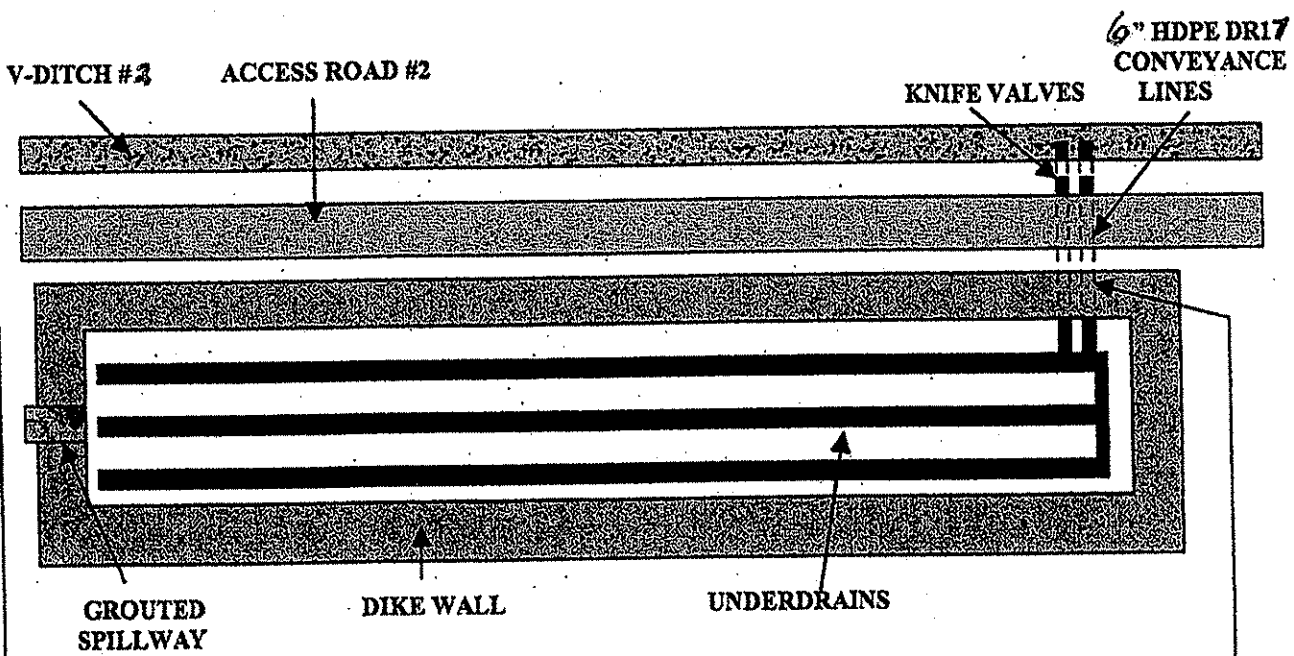 6" HDPE DR17
CONVEYANCE
LINES
V-DITCH #2
ACCESS ROAD #2
KNIFE VALVES
GROUTED
SPILLWAY
DIKE WALL
UNDERDRAINS